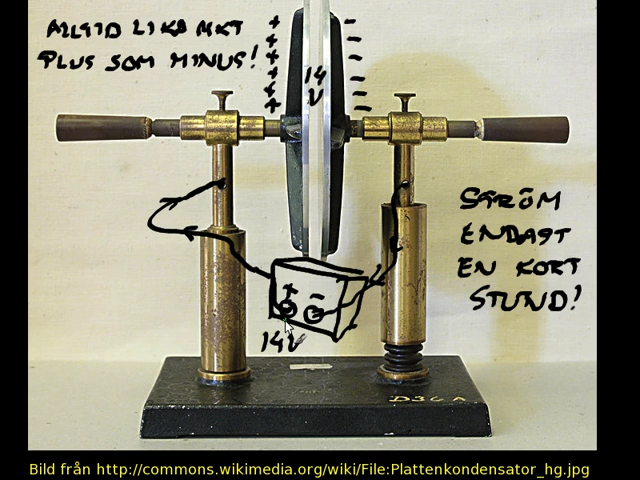 ALLTID LIKA MKT
PLUS SOM MINUS!
+ −
+ −
+ −
+ −
+ −
+ −
14
V
STRÖM
ENDAST
EN KORT
STUND!
+ −
14V
D36A
Bild från http://commons.wikimedia.org/wiki/File:Plattenkondensator_hg.jpg